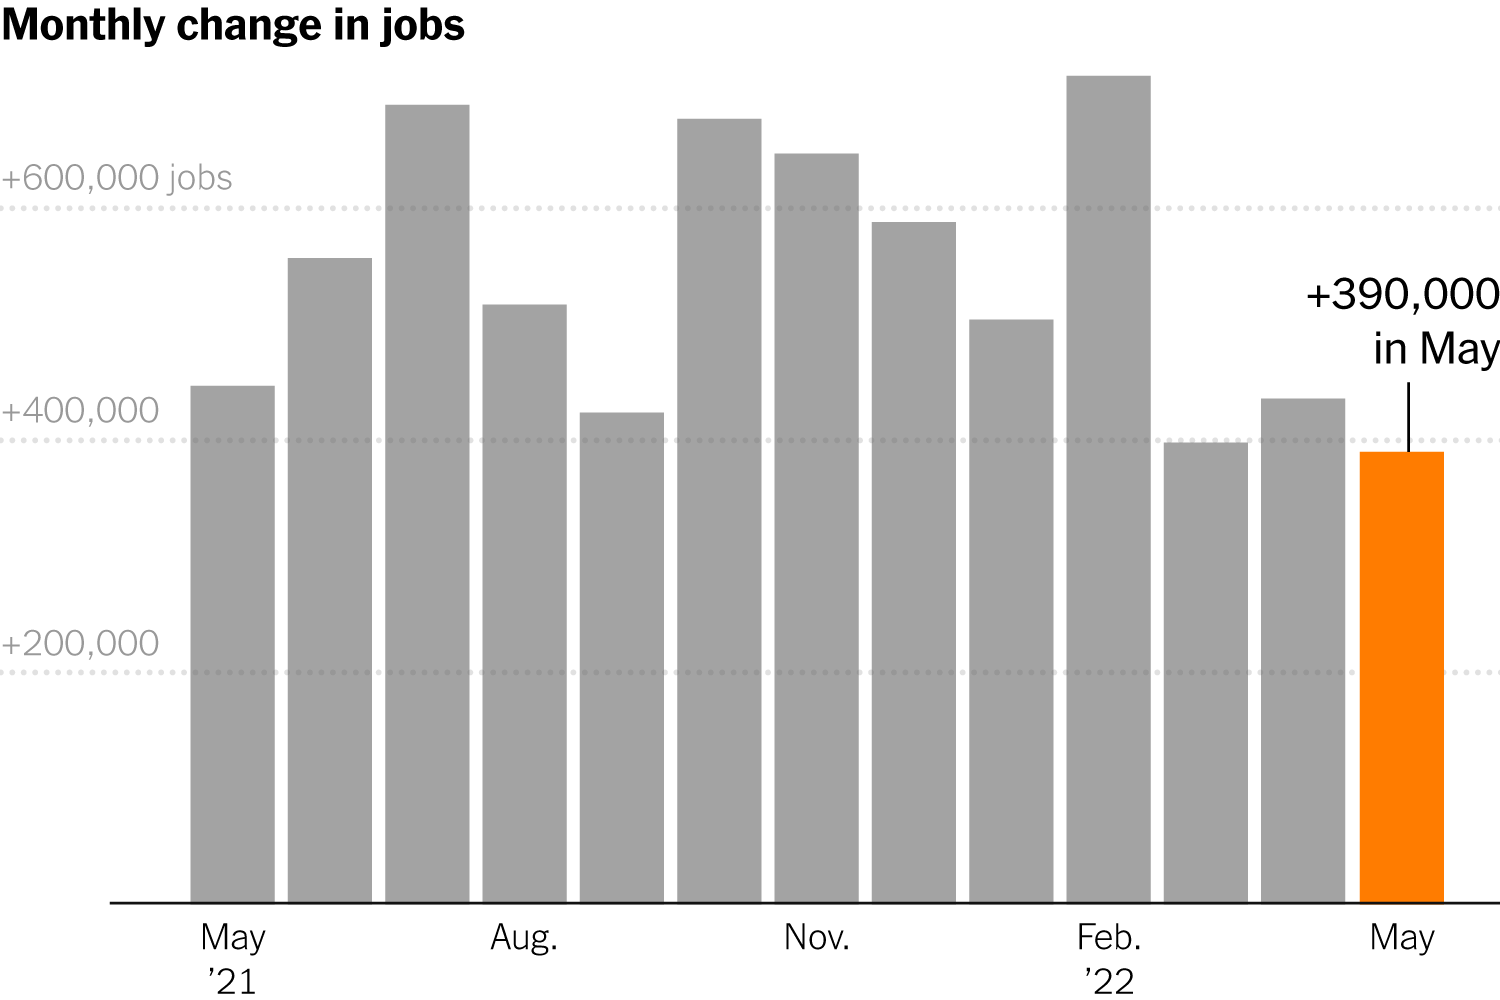 Monthly change in jobs
+600,000 jobs
+400,000
+200,000
+390,000
in May
May
’21
Aug.
Nov.
Feb.
’22
May